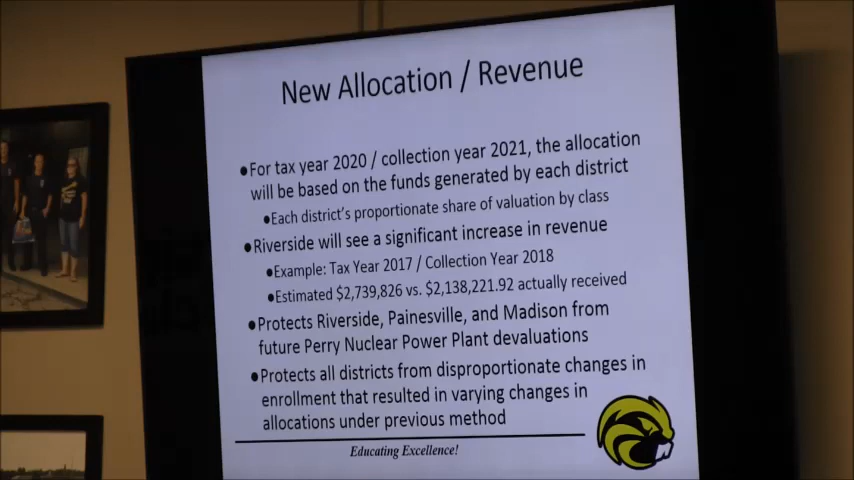 New Allocation / Revenue
●For tax year 2020 / collection year 2021, the allocation
will be based on the funds generated by each district
●Each district's proportionate share of valuation by class
●Riverside will see a significant increase in revenue
●Example: Tax Year 2017 / Collection Year 2018
●Estimated $2,739,826 vs. $2,138,221.92 actually received
●Protects Riverside, Painesville, and Madison from
future Perry Nuclear Power Plant devaluations
●Protects all districts from disproportionate changes in
enrollment that resulted in varying changes in
allocations under previous method
Educating Excellence!